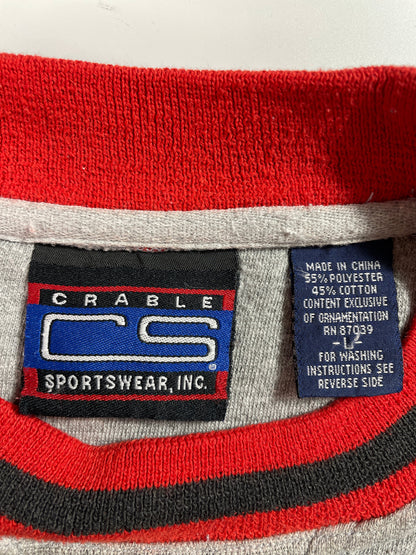 CRABLE
CS
SPORTSWEAR, INC.
MADE IN CHINA
55% POLYESTER
45% COTTON
CONTENT EXCLUSIVE
OF ORNAMENTATION
RN 87039
-L-
FOR WASHING
INSTRUCTIONS SEE
REVERSE SIDE